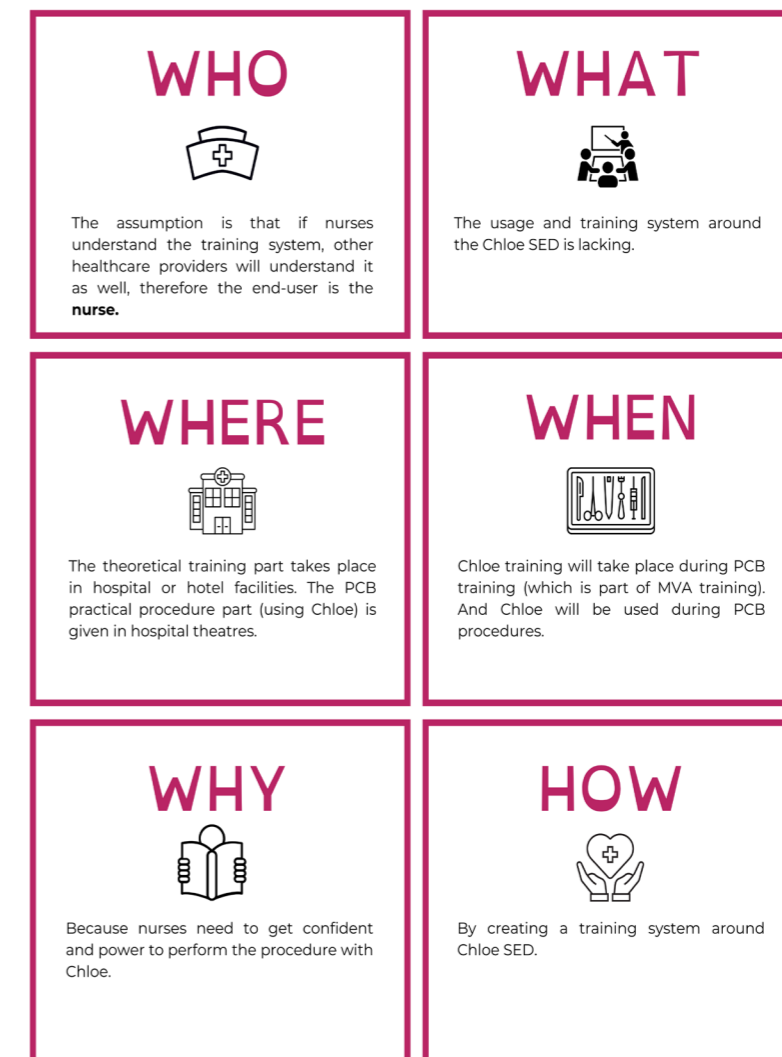 WHO
The assumption is that if nurses
understand the training system, other
healthcare providers will understand it
as well, therefore the end-user is the
nurse.
WHAT
The usage and training system around
the Chloe SED is lacking.
WHERE
The theoretical training part takes place
in hospital or hotel facilities. The PCB
practical procedure part (using Chloe) is
given in hospital theatres.
WHEN
Chloe training will take place during PCB
training (which is part of MVA training).
And Chloe will be used during PCB
procedures.
WHY
Because nurses need to get confident
and power to perform the procedure with
Chloe.
HOW
By creating a training system around
Chloe SED.